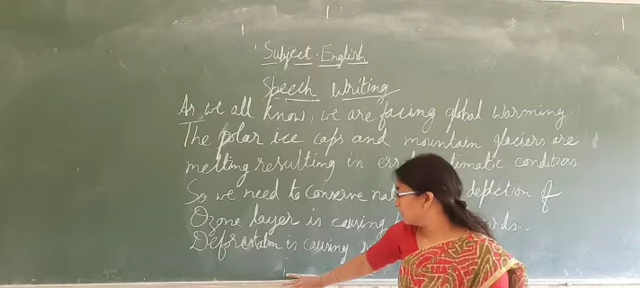 Subject. English
Speech Writing
As we all know, we are facing global warming.
The polar ice caps and mountain glaciers are
melting resulting in climatic conditions
So we need to conserve depletion of
Ozone layer is causing
Deforestation is causing